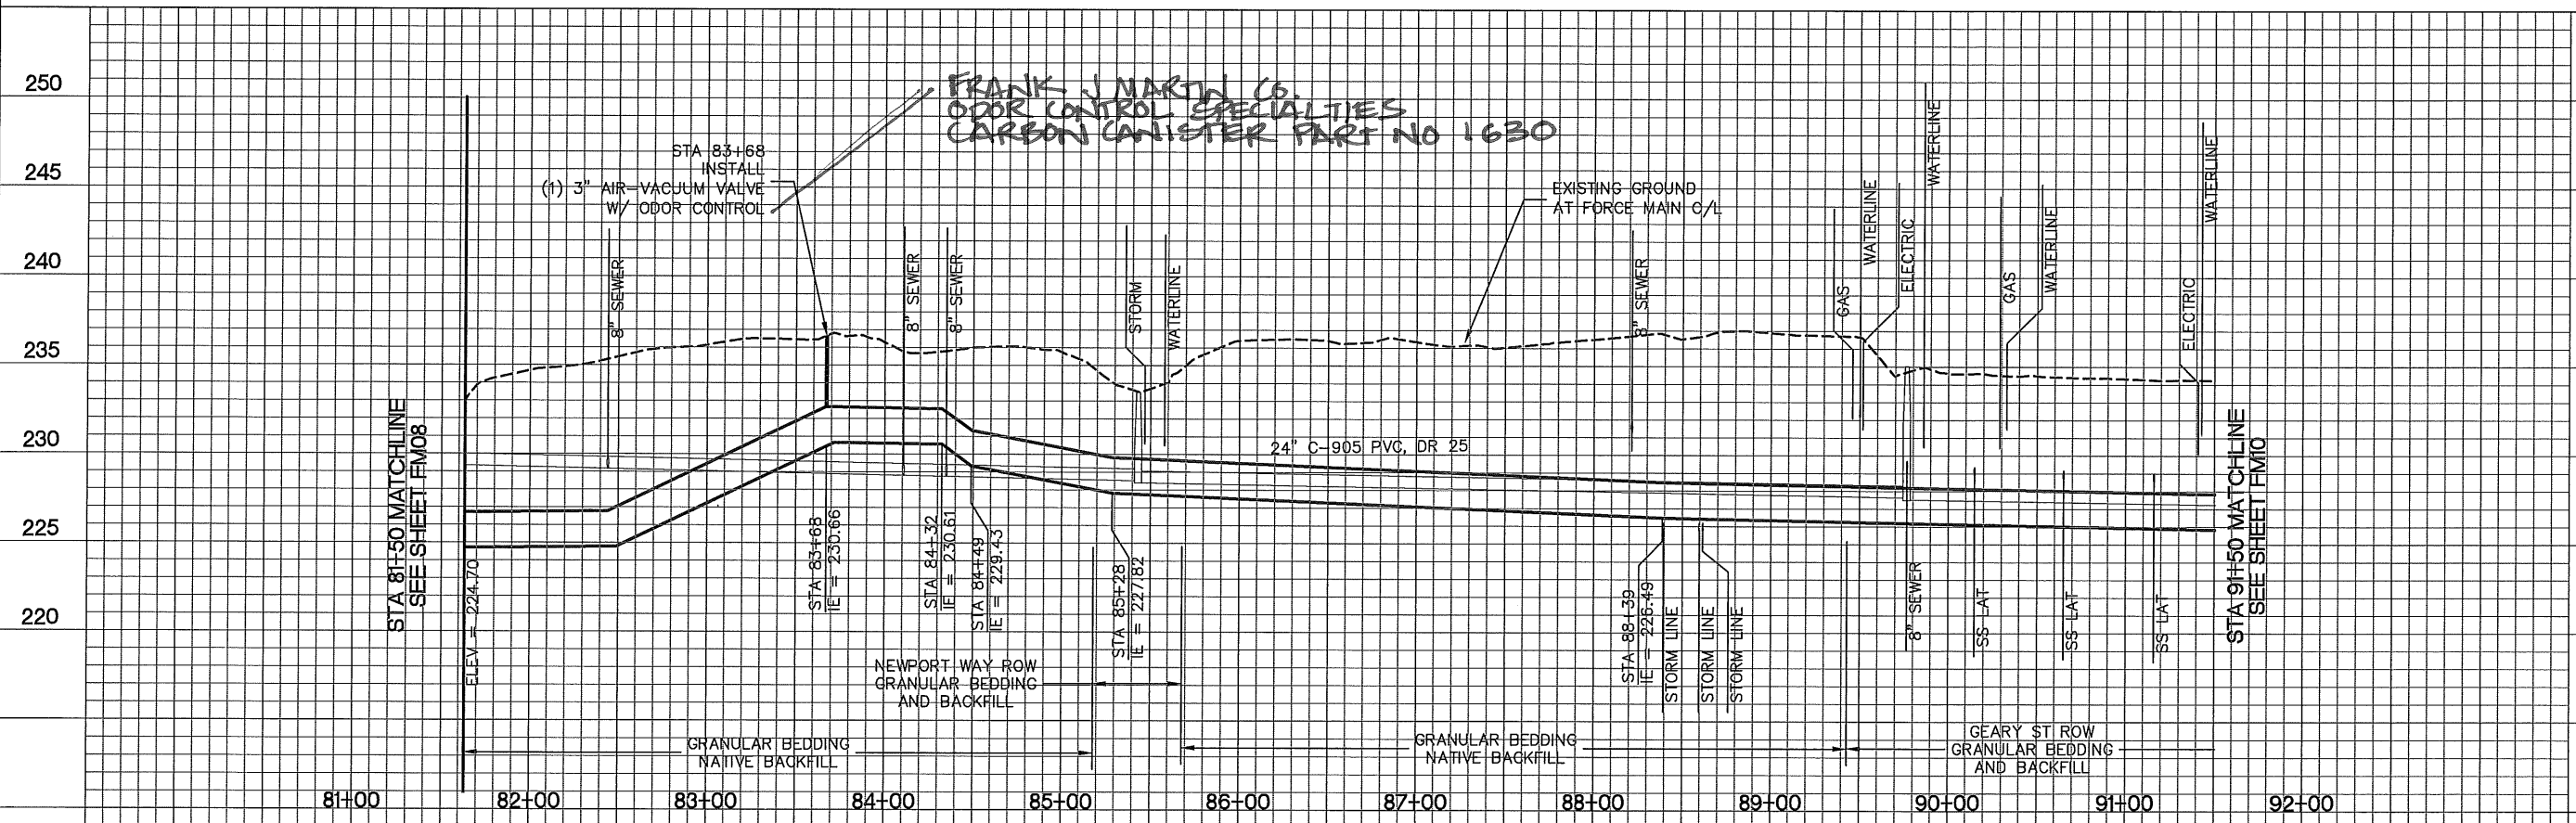 250
245
240
235
230
225
220
FRANK J MARTIN CO.
ODOR CONTROL SPECIALTIES
CARBON CANISTER PART NO 1630
STA 83+68
INSTALL
(1) 3" AIR-VACUUM VALVE
W/ ODOR CONTROL
EXISTING GROUND
AT FORCE MAIN C/L
8" SEWER
8" SEWER
8" SEWER
STORM
WATERLINE
8" SEWER
GAS
WATERLINE
ELECTRIC
WATERLINE
GAS
WATERLINE
ELECTRIC
WATERLINE
24" C-905 PVC, DR 25
STA 81+50 MATCHLINE
SEE SHEET FM08
ELEV = 224.70
STA 83+68
IE = 230.66
STA 84+32
IE = 230.61
STA 84+49
IE = 229.43
STA 85+28
IE = 227.82
STA 88+39
IE = 226.49
STORM LINE
STORM LINE
STORM LINE
8" SEWER
SS LAT
SS LAT
SS LAT
STA 91+50 MATCHLINE
SEE SHEET FM10
NEWPORT WAY ROW
GRANULAR BEDDING
AND BACKFILL
GRANULAR BEDDING
NATIVE BACKFILL
GRANULAR BEDDING
NATIVE BACKFILL
GEARY ST ROW
GRANULAR BEDDING
AND BACKFILL
81+00 82+00 83+00 84+00 85+00 86+00 87+00 88+00 89+00 90+00 91+00 92+00